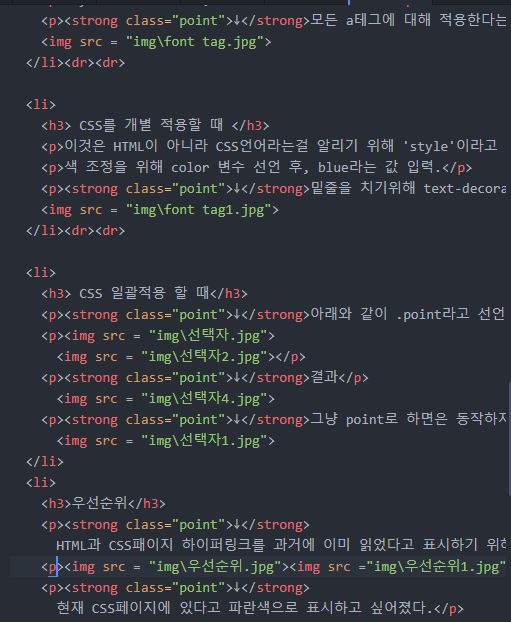 <p><strong class="point">↓</strong>모든 a태그에 대해 적용한다는
<img src = "img\font tag.jpg">
</li><dr><dr>
<li>
<h3> CSS를 개별 적용할 때 </h3>
<p>이것은 HTML이 아니라 CSS언어라는걸 알리기 위해 'style'이라고
<p>색 조정을 위해 color 변수 선언 후, blue라는 값 입력.</p>
<p><strong class="point">↓</strong>밑줄을 치기위해 text-decora
<img src = "img\font tag1.jpg">
</li><dr><dr>
<li>
<h3> CSS 일괄적용 할 때</h3>
<p><strong class="point">↓</strong>아래와 같이 .point라고 선언
<p><img src = "img\선택자.jpg">
<img src = "img\선택자2.jpg"></p>
<p><strong class="point">↓</strong>결과</p>
<img src = "img\선택자4.jpg">
<p><strong class="point">↓</strong>그냥 point로 하면은 동작하지
<img src = "img\선택자1.jpg">
</li>
<li>
<h3>우선순위</h3>
<p><strong class="point">↓</strong>
HTML과 CSS페이지 하이퍼링크를 과거에 이미 읽었다고 표시하기 위해
<p><img src = "img\우선순위.jpg"><img src ="img\우선순위1.jpg"
<p><strong class="point">↓</strong>
현재 CSS페이지에 있다고 파란색으로 표시하고 싶어졌다.</p>